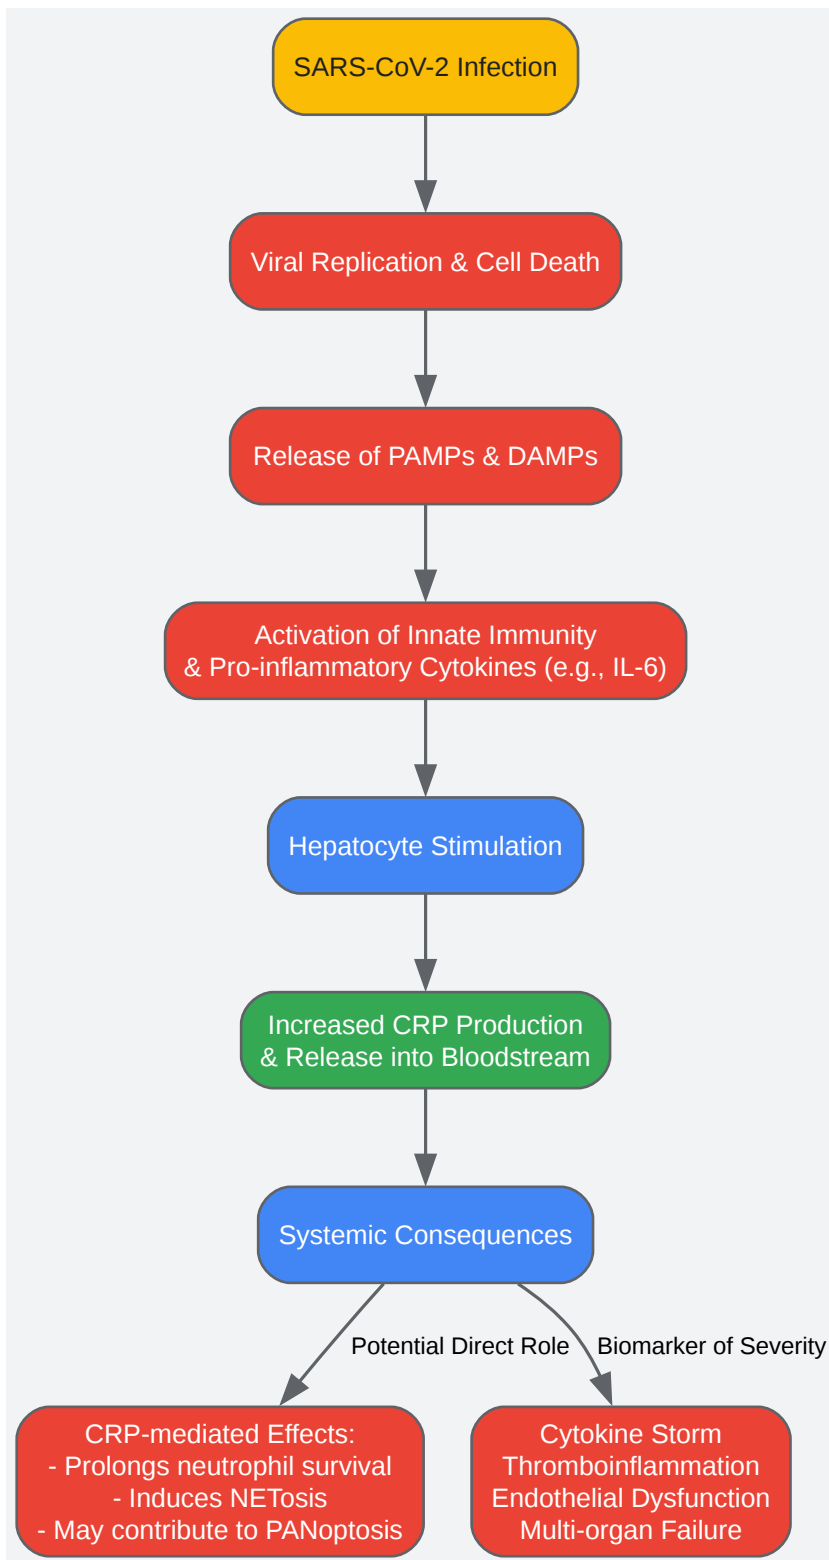 SARS-CoV-2 Infection
Viral Replication & Cell Death
Release of PAMPs & DAMPs
Activation of Innate Immunity
& Pro-inflammatory Cytokines (e.g., IL-6)
Hepatocyte Stimulation
Increased CRP Production
& Release into Bloodstream
Systemic Consequences
Potential Direct Role
Biomarker of Severity
CRP-mediated Effects:
- Prolongs neutrophil survival
- Induces NETosis
- May contribute to PANoptosis
Cytokine Storm
Thromboinflammation
Endothelial Dysfunction
Multi-organ Failure